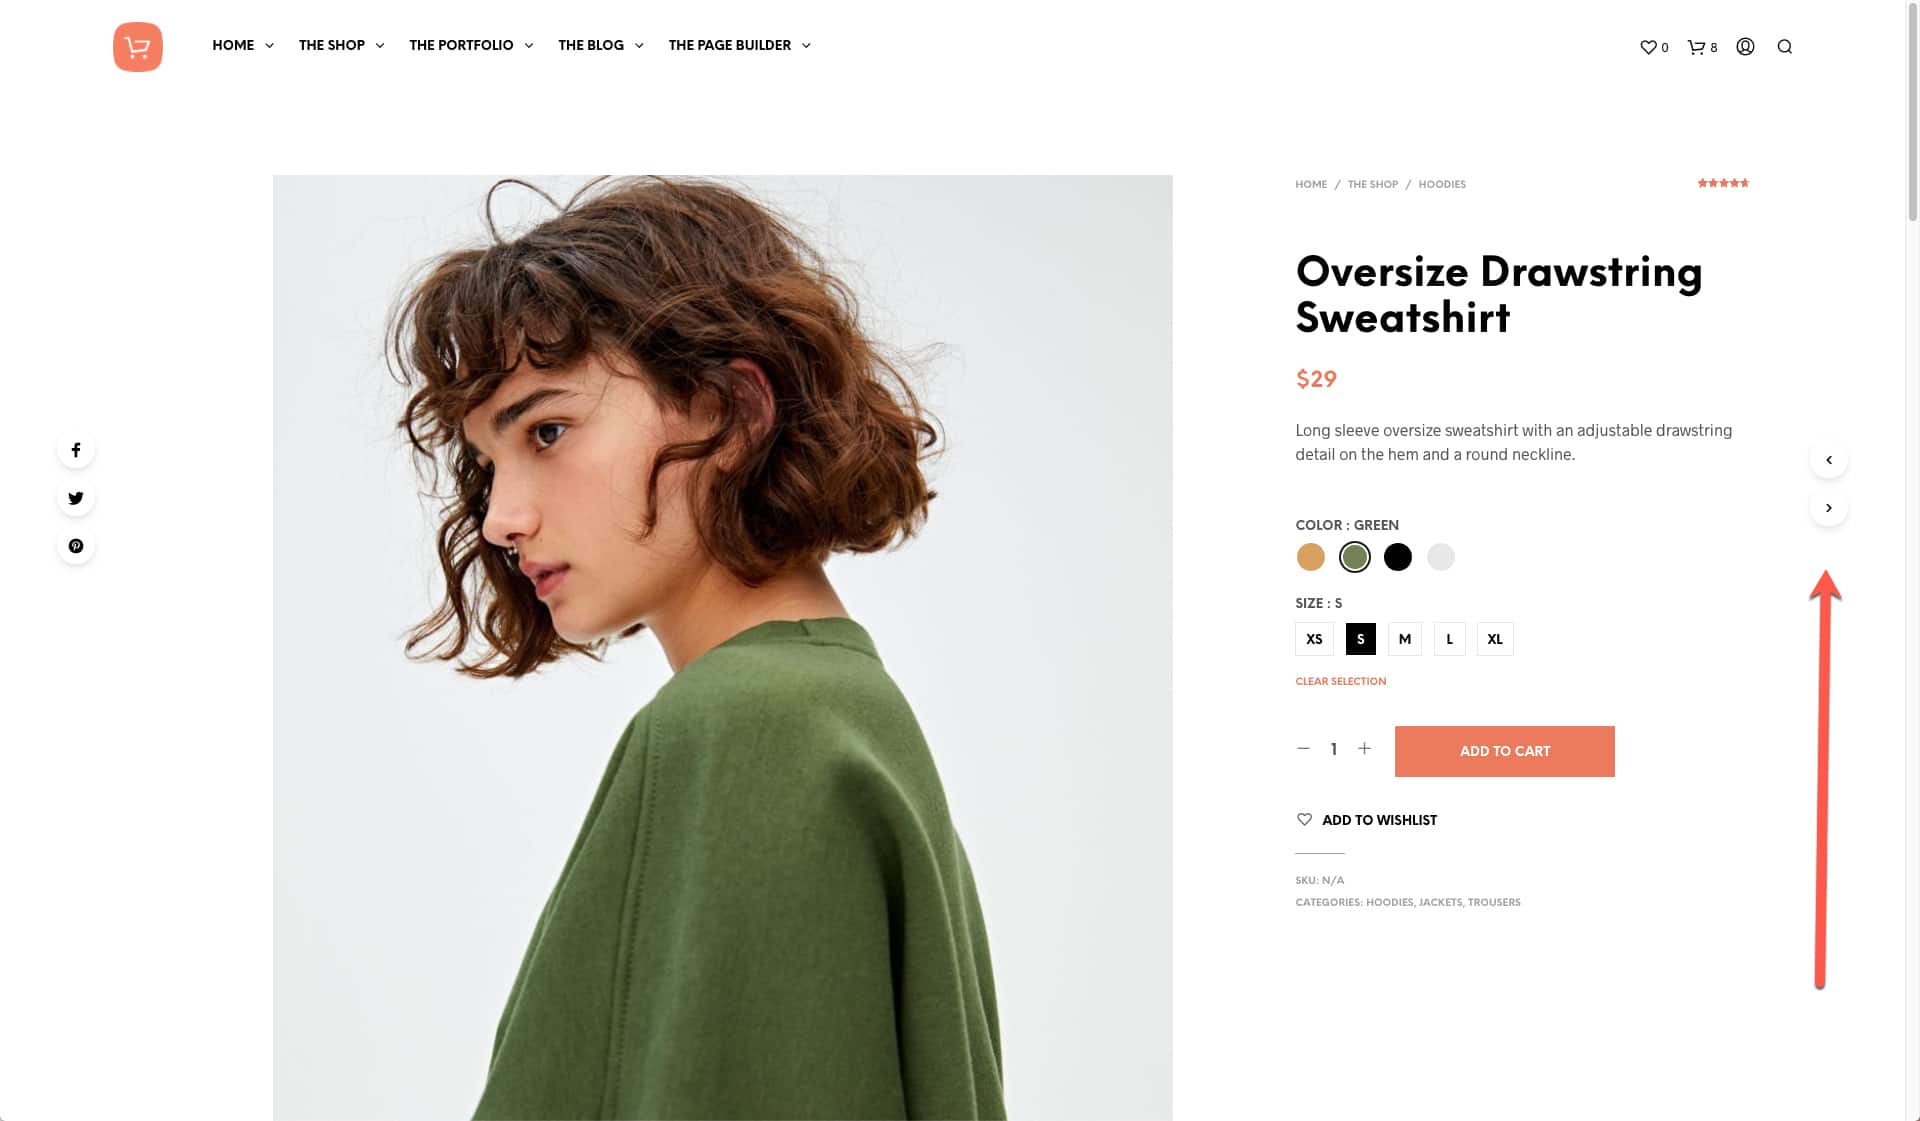 HOME
THE SHOP
THE PORTFOLIO
THE BLOG
THE PAGE BUILDER
0
8
HOME / THE SHOP / HOODIES
Oversize Drawstring
Sweatshirt
$29
Long sleeve oversize sweatshirt with an adjustable drawstring
detail on the hem and a round neckline.
COLOR : GREEN
SIZE : S
XS S M L XL
CLEAR SELECTION
1
ADD TO CART
ADD TO WISHLIST
SKU: N/A
CATEGORIES: HOODIES, JACKETS, TROUSERS